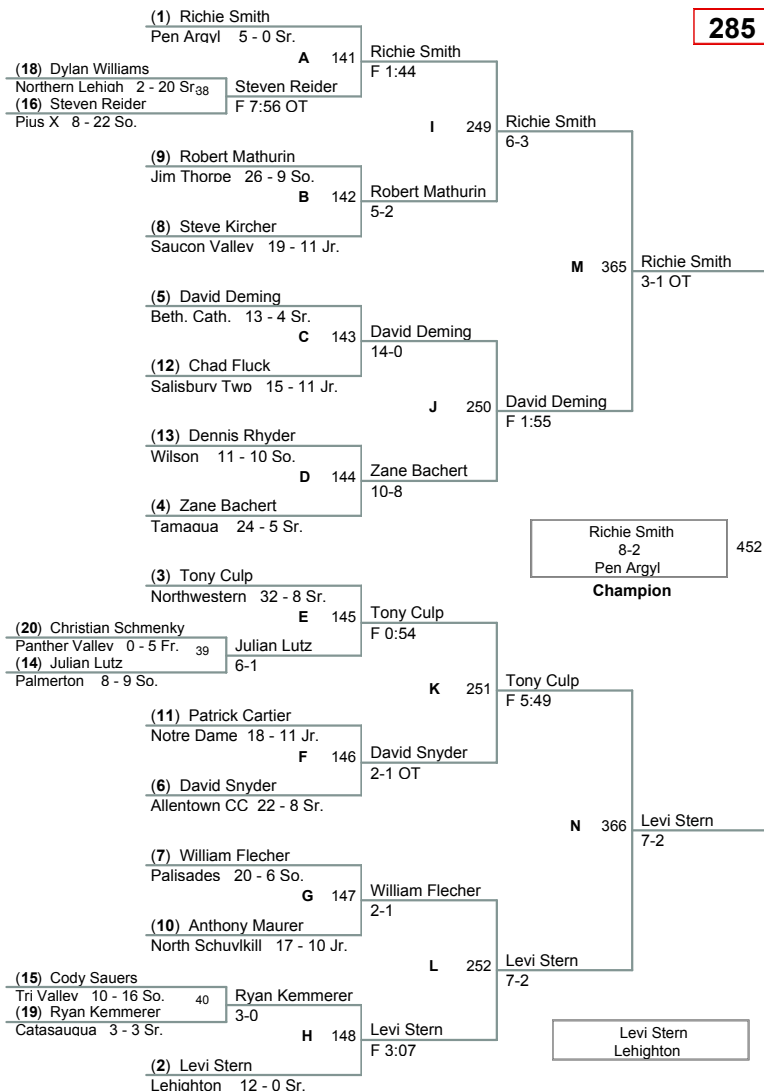 285
(1) Richie Smith
Pen Argyl 5 - 0 Sr.
A 141
Richie Smith
F 1:44
(18) Dylan Williams
Northern Lehigh 2 - 20 Sr. 38
(16) Steven Reider
Pius X 8 - 22 So.
Steven Reider
F 7:56 OT
I 249
Richie Smith
6-3
(9) Robert Mathurin
Jim Thorpe 26 - 9 So.
B 142
Robert Mathurin
5-2
(8) Steve Kircher
Saucon Valley 19 - 11 Jr.
M 365
Richie Smith
3-1 OT
(5) David Deming
Beth. Cath. 13 - 4 Sr.
C 143
David Deming
14-0
(12) Chad Fluck
Salisbury Twp 15 - 11 Jr.
J 250
David Deming
F 1:55
(13) Dennis Rhyder
Wilson 11 - 10 So.
D 144
Zane Bachert
10-8
(4) Zane Bachert
Tamaqua 24 - 5 Sr.
Richie Smith
8-2
Pen Argyl
452
Champion
(3) Tony Culp
Northwestern 32 - 8 Sr.
E 145
Tony Culp
F 0:54
(20) Christian Schmenky
Panther Valley 0 - 5 Fr. 39
(14) Julian Lutz
Palmerton 8 - 9 So.
Julian Lutz
6-1
K 251
Tony Culp
F 5:49
(11) Patrick Cartier
Notre Dame 18 - 11 Jr.
F 146
David Snyder
2-1 OT
(6) David Snyder
Allentown CC 22 - 8 Sr.
N 366
Levi Stern
7-2
(7) William Flecher
Palisades 20 - 6 So.
G 147
William Flecher
2-1
(10) Anthony Maurer
North Schuylkill 17 - 10 Jr.
L 252
Levi Stern
7-2
(15) Cody Sauers
Tri Valley 10 - 16 So. 40
(19) Ryan Kemmerer
Catasauqua 3 - 3 Sr.
Ryan Kemmerer
3-0
H 148
Levi Stern
F 3:07
(2) Levi Stern
Lehighton 12 - 0 Sr.
Levi Stern
Lehighton